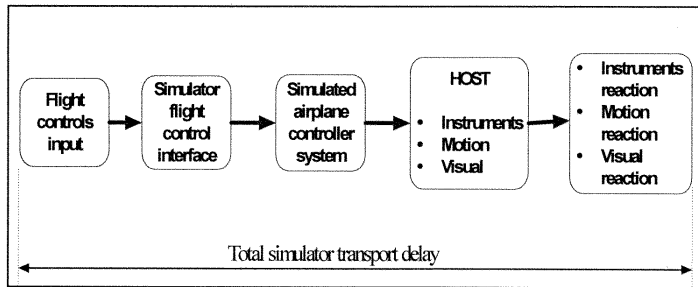 Flight
controls
input
Simulator
flight
control
interface
Simulated
airplane
controller
system
HOST
• Instruments
• Motion
• Visual
• Instruments
reaction
• Motion
reaction
• Visual
reaction
Total simulator transport delay